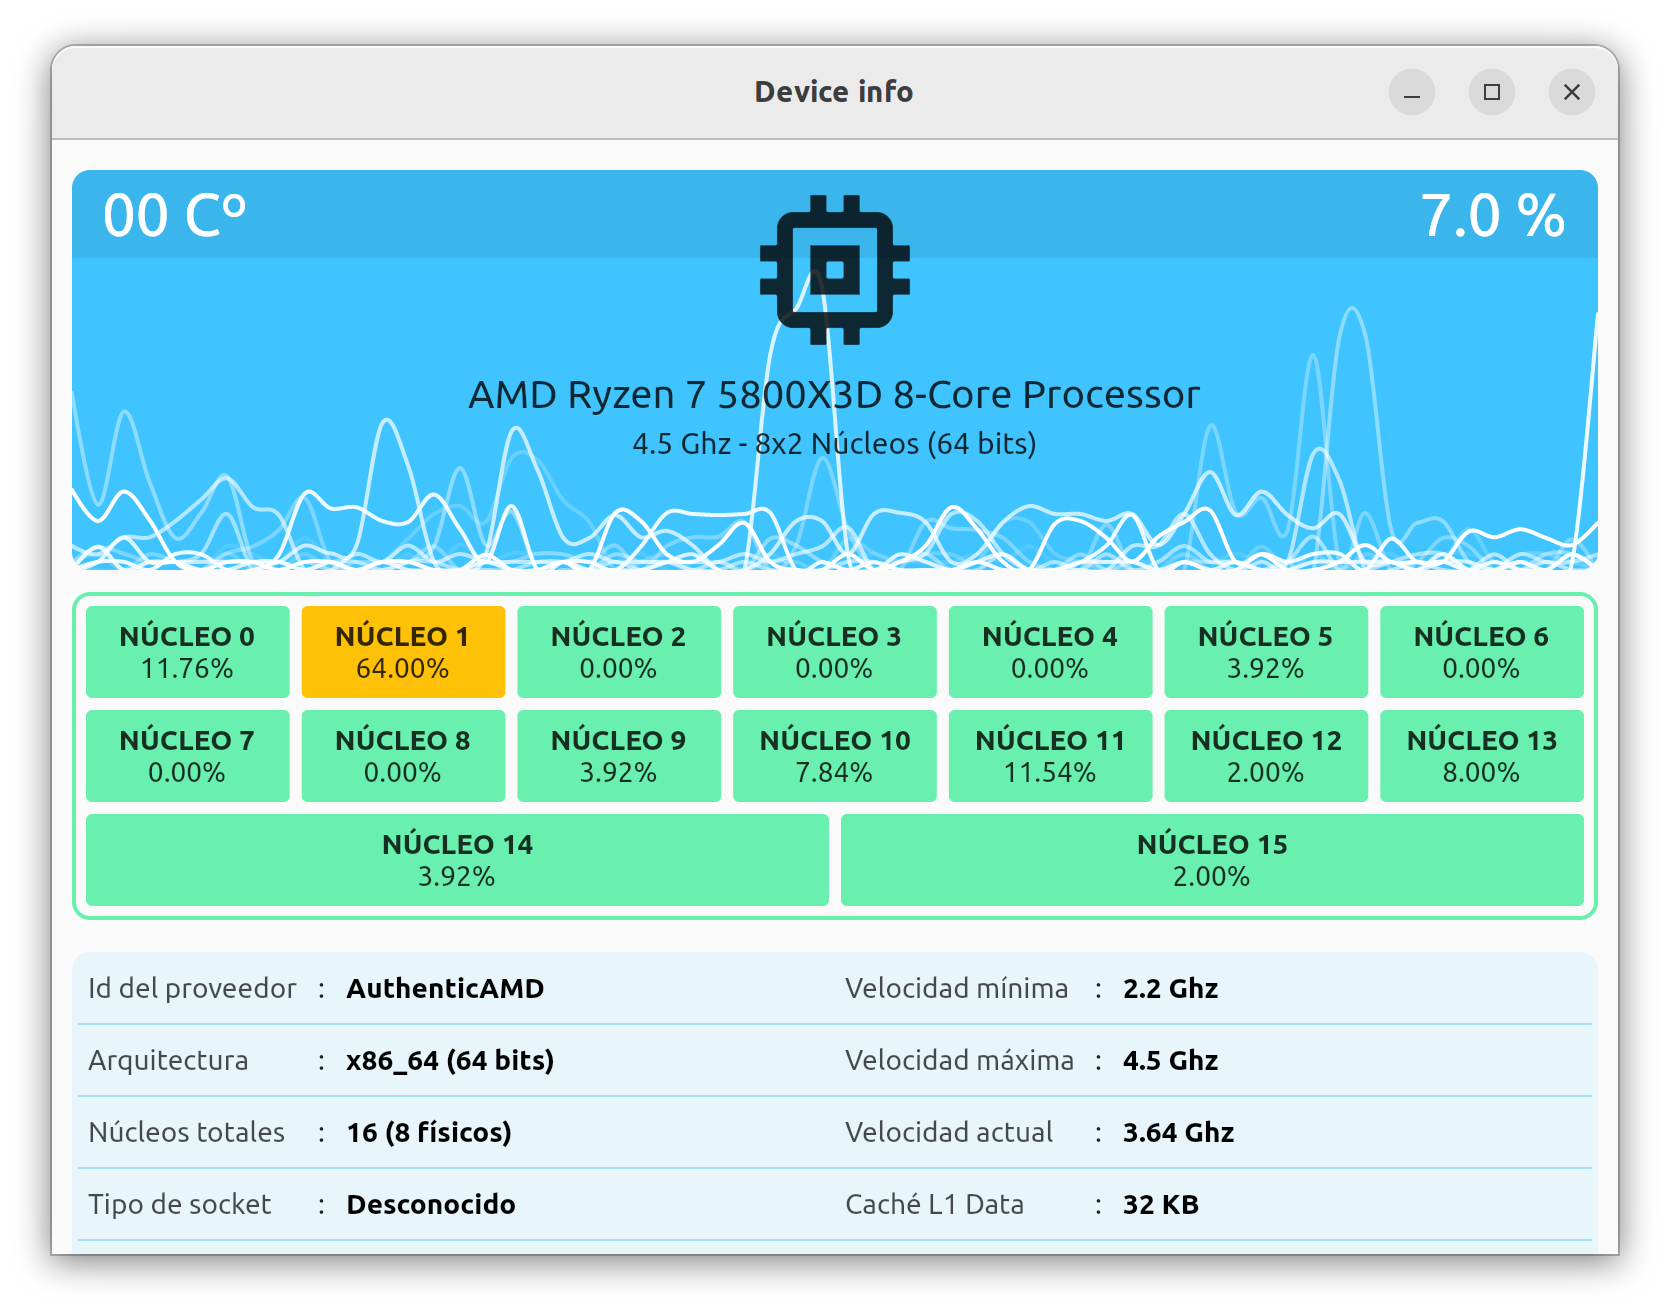 Device info
00 Cº
7.0 %
AMD Ryzen 7 5800X3D 8-Core Processor
4.5 Ghz - 8x2 Núcleos (64 bits)
NÚCLEO 0 NÚCLEO 1 NÚCLEO 2 NÚCLEO 3 NÚCLEO 4 NÚCLEO 5 NÚCLEO 6
11.76% 64.00% 0.00% 0.00% 0.00% 3.92% 0.00%
NÚCLEO 7 NÚCLEO 8 NÚCLEO 9 NÚCLEO 10 NÚCLEO 11 NÚCLEO 12 NÚCLEO 13
0.00% 0.00% 3.92% 7.84% 11.54% 2.00% 8.00%
NÚCLEO 14 NÚCLEO 15
3.92% 2.00%
Id del proveedor : AuthenticAMD Velocidad mínima : 2.2 Ghz
Arquitectura : x86_64 (64 bits) Velocidad máxima : 4.5 Ghz
Núcleos totales : 16 (8 físicos) Velocidad actual : 3.64 Ghz
Tipo de socket : Desconocido Caché L1 Data : 32 KB